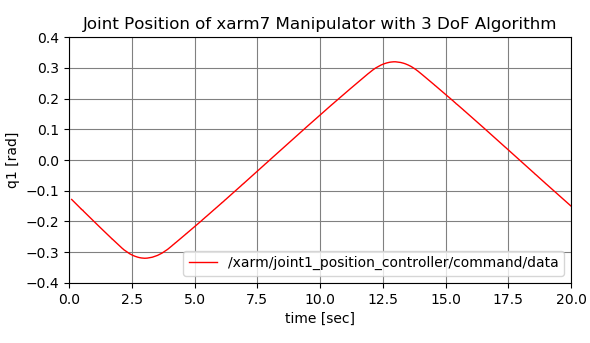 Joint Position of xarm7 Manipulator with 3 DoF Algorithm
0.4
0.3
0.2
0.1
0.0
−0.1
−0.2
−0.3
−0.4
q1 [rad]
/xarm/joint1_position_controller/command/data
0.0 2.5 5.0 7.5 10.0 12.5 15.0 17.5 20.0
time [sec]